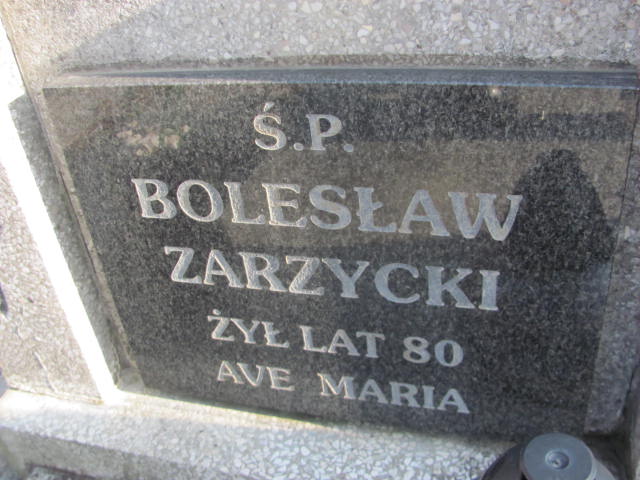 Ś.P.
BOLESŁAW
ZARZYCKI
ŻYŁ LAT 80
AVE MARIA